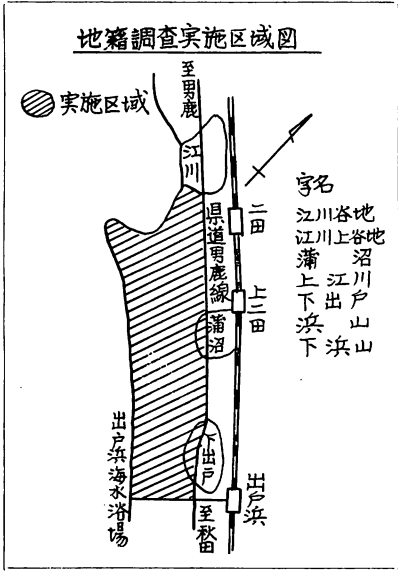 地籍調査実施区域図
実施区域
至男鹿
江川
県道男鹿線
蒲沼
下出戸
至秋田
出戸浜海水浴場
二田
上二田
出戸浜
字名
江川谷地
江川上谷地
蒲沼
上江川
下出戸
浜山
下浜山